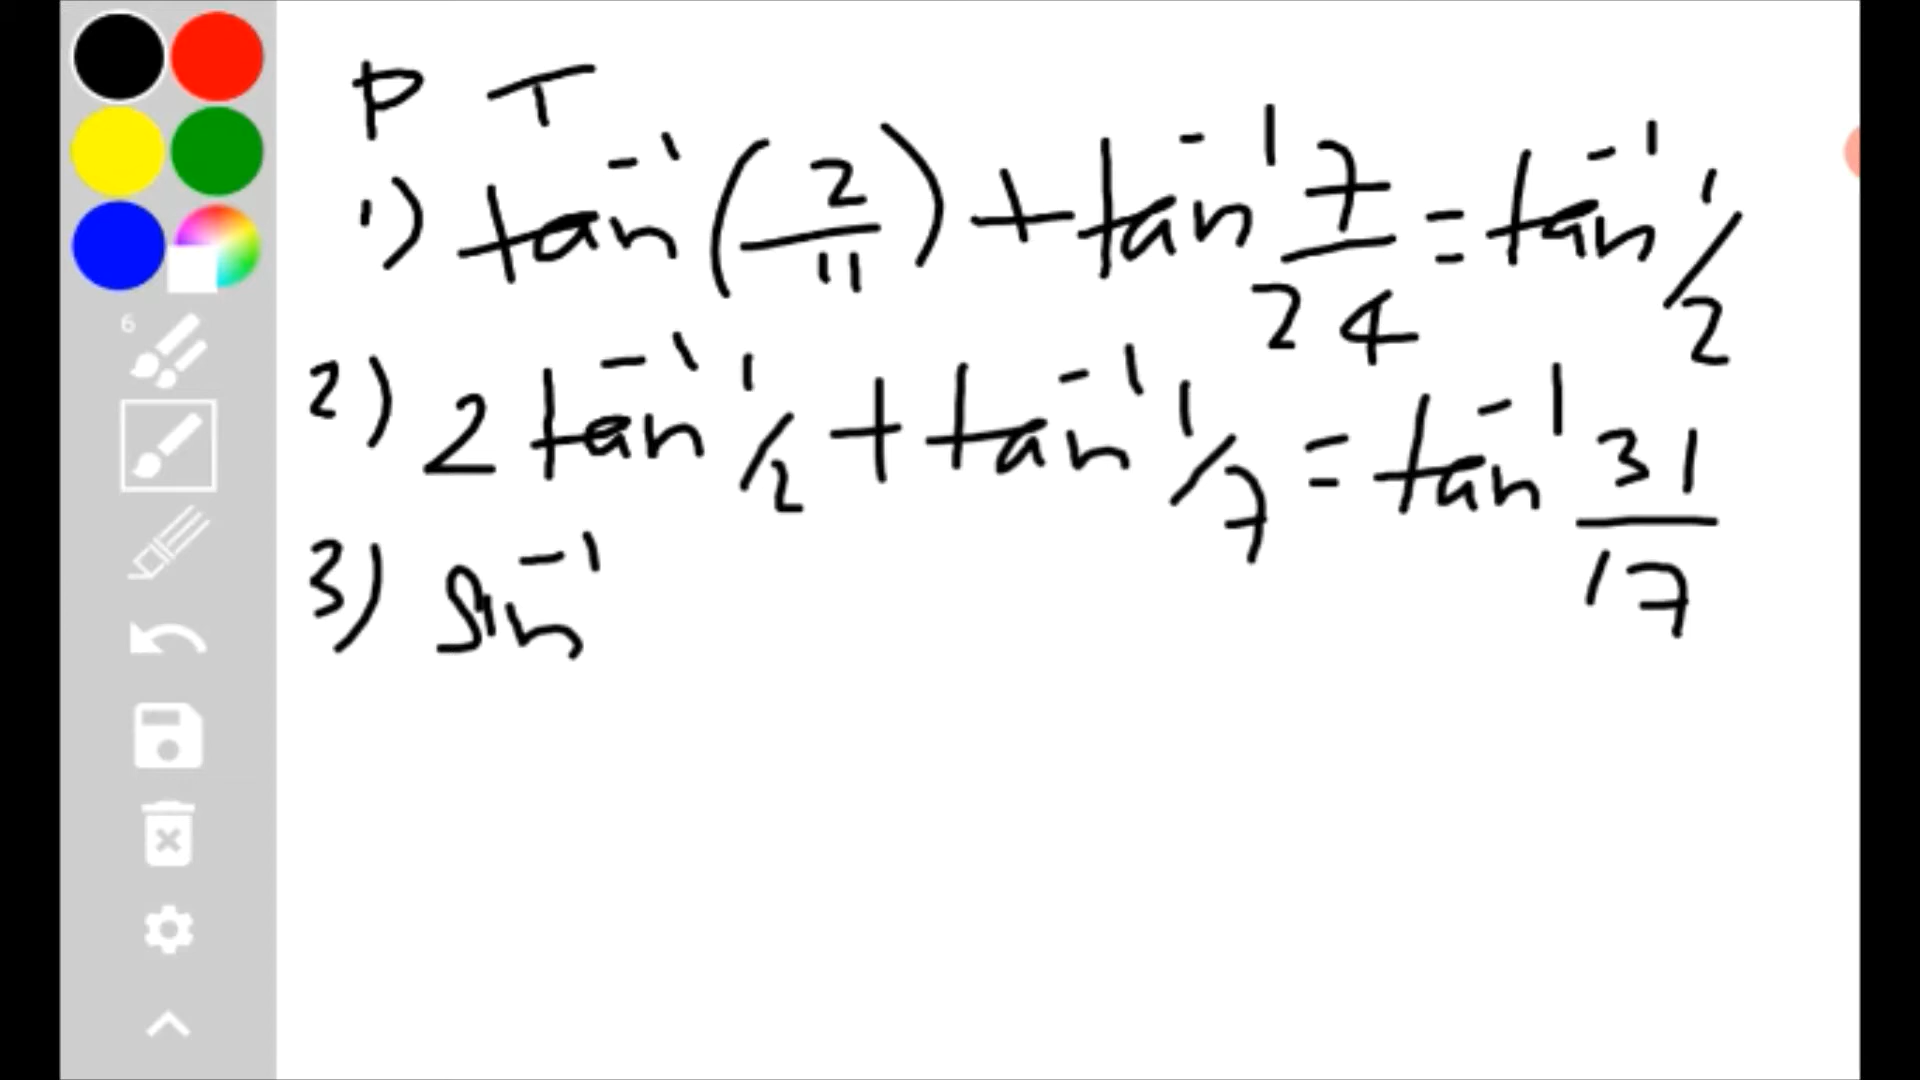 P T
1) tan⁻¹(2/11) + tan⁻¹ 7/24 = tan⁻¹ 1/2
6
2) 2 tan⁻¹ 1/2 + tan⁻¹ 1/7 = tan⁻¹ 31/17
3) Sin⁻¹